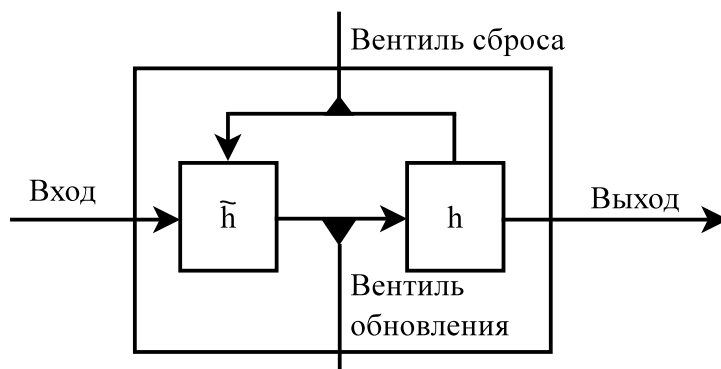 Вентиль сброса
Вход
h̃
h
Выход
Вентиль
обновления